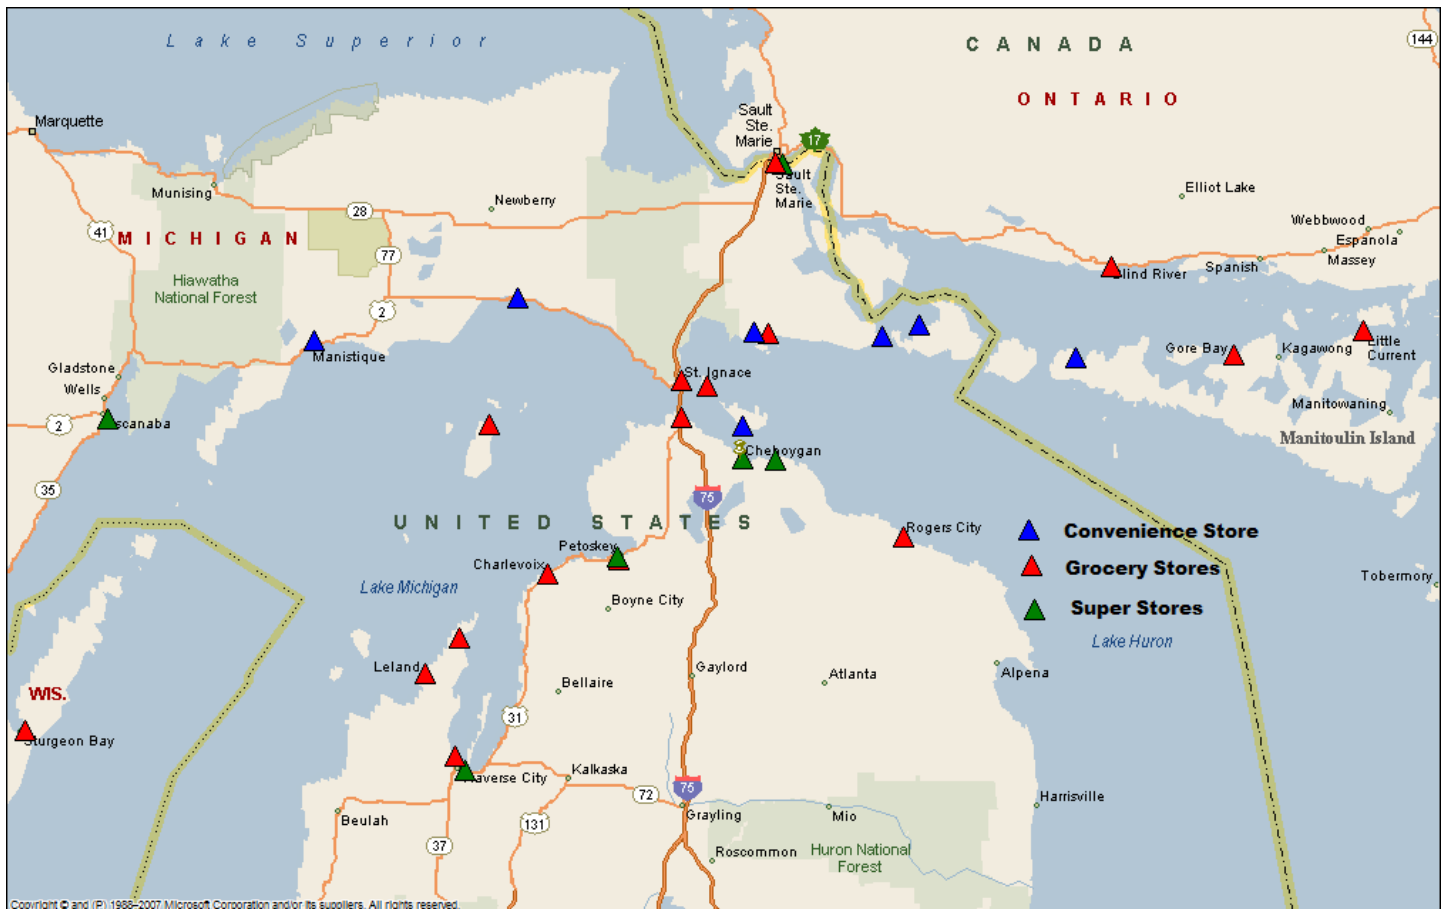 Lake Superior
CANADA
144
ONTARIO
Sault
Ste.
Marie
Marquette
17
Sault
Ste.
Marie
Munising
Elliot Lake
Newberry
28
Webbwood
41
MICHIGAN
Espanola
77
Massey
Spanish
Blind River
Hiawatha
National Forest
2
Manistique
Little
Current
Gore Bay
Kagawong
Gladstone
St. Ignace
Wells
Manitowaning
2
Escanaba
Manitoulin Island
Cheboygan
35
75
UNITED STATES
Rogers City
Convenience Store
Petoskey
Charlevoix
Grocery Stores
Tobermory
Lake Michigan
Boyne City
Super Stores
Lake Huron
Leland
Gaylord
Atlanta
Alpena
Bellaire
WIS.
31
Sturgeon Bay
Traverse City
Kalkaska
75
72
Harrisville
Beulah
131
Grayling
Mio
37
Roscommon
Huron National
Forest
Copyright © and (P) 1988–2007 Microsoft Corporation and/or its suppliers. All rights reserved.